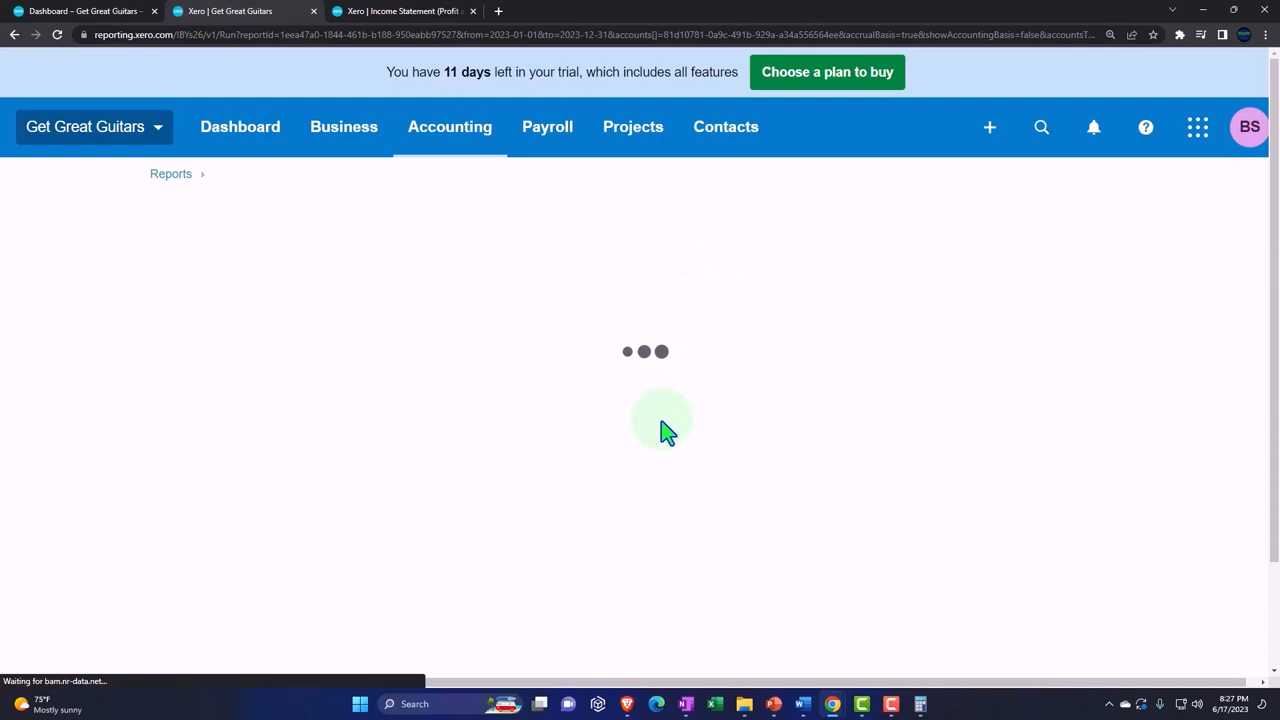 Dashboard – Get Great Guitars –
Xero | Get Great Guitars
Xero | Income Statement (Profit a
reporting.xero.com/IBYs26/v1/Run?reportId=1eea47a0-1844-461b-b188-950eabb97527&from=2023-01-01&to=2023-12-31&accounts[]=81d10781-0a9c-491b-929a-a34a556564ee&accrualBasis=true&showAccountingBasis=false&accountsT...
You have 11 days left in your trial, which includes all features
Choose a plan to buy
Get Great Guitars
Dashboard
Business
Accounting
Payroll
Projects
Contacts
BS
Reports
Waiting for bam.nr-data.net...
75°F
Mostly sunny
Search
8:27 PM
6/17/2023